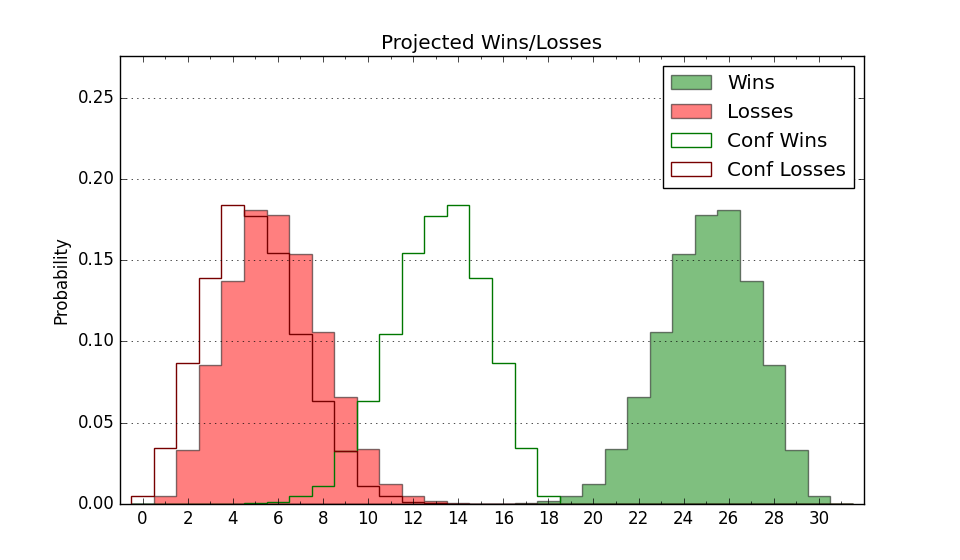 Projected Wins/Losses
Wins
Losses
Conf Wins
Conf Losses
Probability
0.25
0.20
0.15
0.10
0.05
0.00
0 2 4 6 8 10 12 14 16 18 20 22 24 26 28 30